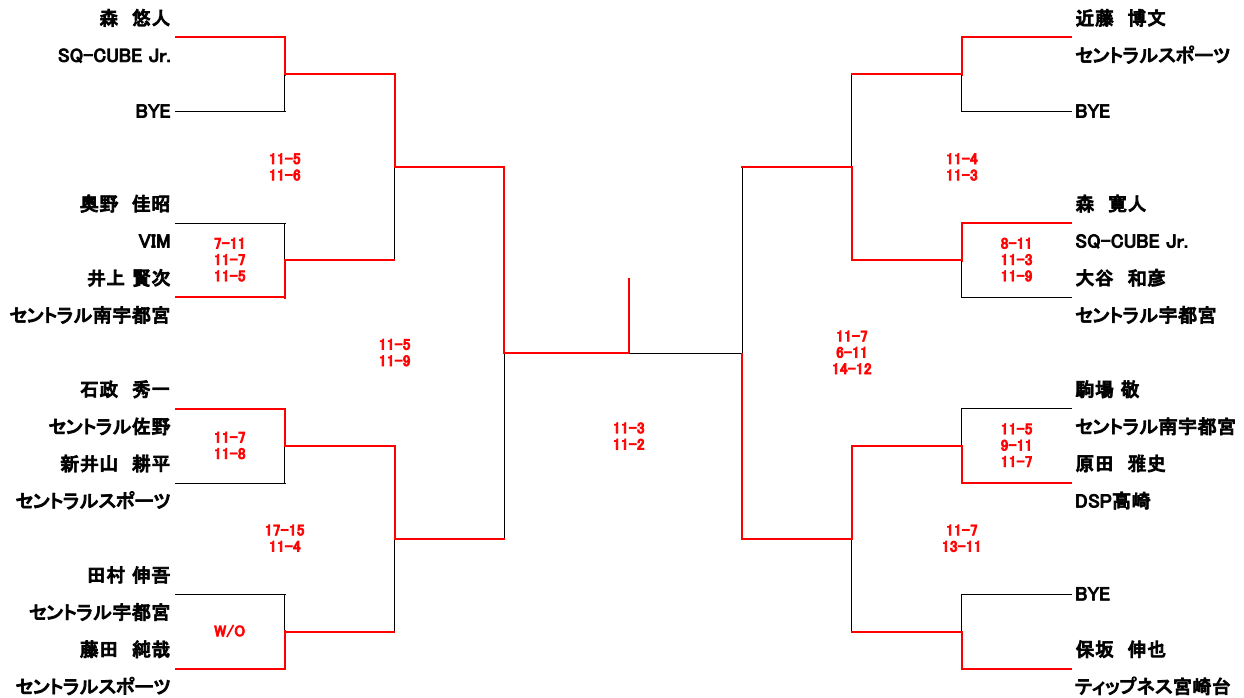 森　悠人
SQ-CUBE Jr.
BYE
11-5
11-6
奥野　佳昭
VIM
7-11
11-7
11-5
井上 賢次
セントラル南宇都宮
11-5
11-9
石政　秀一
セントラル佐野
11-7
11-8
新井山　耕平
セントラルスポーツ
17-15
11-4
田村 伸吾
セントラル宇都宮
W/O
藤田　純哉
セントラルスポーツ
11-3
11-2
近藤　博文
セントラルスポーツ
BYE
11-4
11-3
森　寛人
SQ-CUBE Jr.
8-11
11-3
11-9
大谷　和彦
セントラル宇都宮
11-7
6-11
14-12
駒場 敬
セントラル南宇都宮
11-5
9-11
11-7
原田　雅史
DSP高崎
11-7
13-11
BYE
保坂　伸也
ティップネス宮崎台